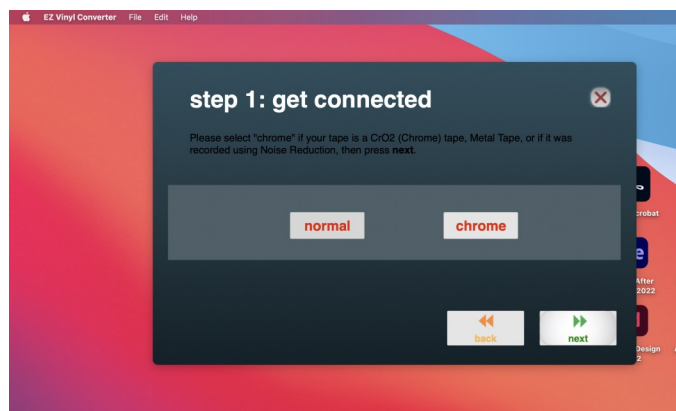 EZ Vinyl Converter File Edit Help
step 1: get connected
Please select "chrome" if your tape is a CrO2 (Chrome) tape, Metal Tape, or if it was
recorded using Noise Reduction, then press next.
normal chrome
crobat
After
2022
back next
Design
2